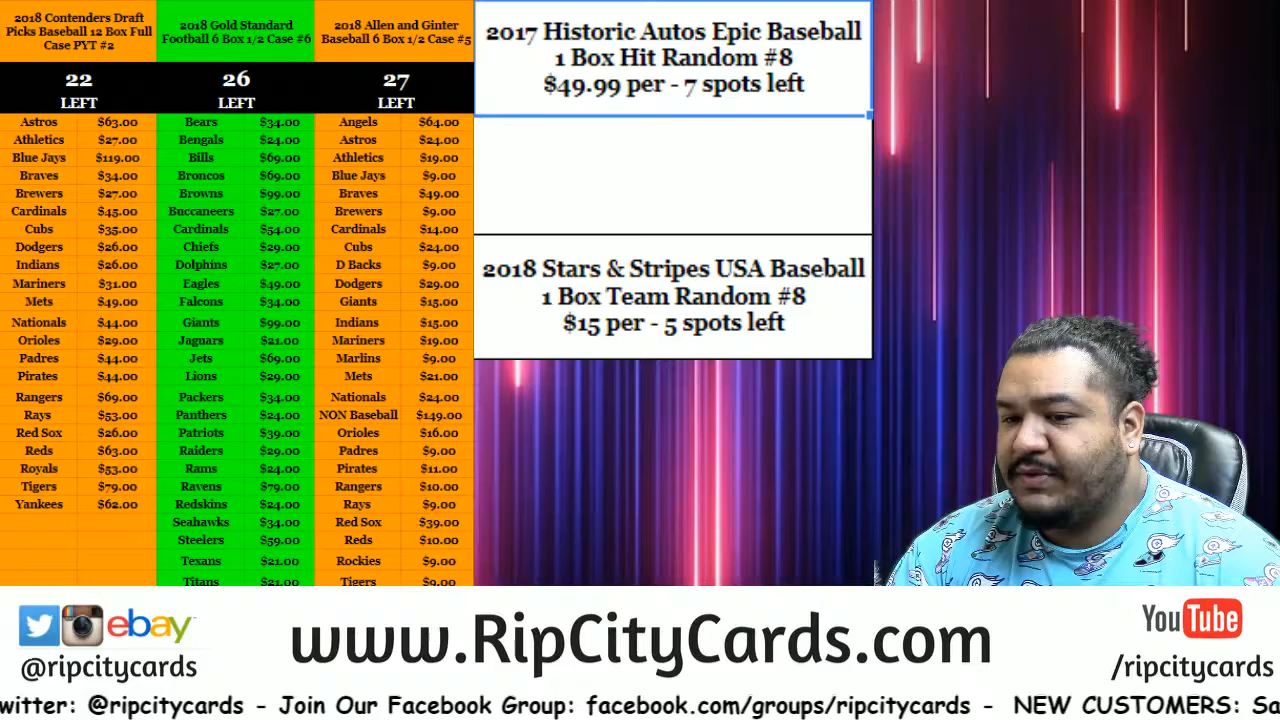 2018 Contenders Draft
Picks Baseball 12 Box Full
Case PYT #2
22
LEFT
Astros $63.00
Athletics $27.00
Blue Jays $119.00
Braves $34.00
Brewers $27.00
Cardinals $45.00
Cubs $35.00
Dodgers $26.00
Indians $26.00
Mariners $31.00
Mets $49.00
Nationals $44.00
Orioles $29.00
Padres $44.00
Pirates $44.00
Rangers $69.00
Rays $53.00
Red Sox $26.00
Reds $63.00
Royals $53.00
Tigers $79.00
Yankees $62.00
2018 Gold Standard
Football 6 Box 1/2 Case #6
26
LEFT
Bears $34.00
Bengals $24.00
Bills $69.00
Broncos $69.00
Browns $99.00
Buccaneers $27.00
Cardinals $54.00
Chiefs $29.00
Dolphins $27.00
Eagles $49.00
Falcons $34.00
Giants $99.00
Jaguars $21.00
Jets $69.00
Lions $29.00
Packers $34.00
Panthers $24.00
Patriots $39.00
Raiders $29.00
Rams $24.00
Ravens $79.00
Redskins $24.00
Seahawks $34.00
Steelers $59.00
Texans $21.00
Titans $21.00
2018 Allen and Ginter
Baseball 6 Box 1/2 Case #5
27
LEFT
Angels $64.00
Astros $24.00
Athletics $19.00
Blue Jays $9.00
Braves $49.00
Brewers $9.00
Cardinals $14.00
Cubs $24.00
D Backs $9.00
Dodgers $29.00
Giants $15.00
Indians $15.00
Mariners $19.00
Marlins $9.00
Mets $21.00
Nationals $24.00
NON Baseball $149.00
Orioles $16.00
Padres $9.00
Pirates $11.00
Rangers $10.00
Rays $9.00
Red Sox $39.00
Reds $10.00
Rockies $9.00
Tigers $9.00
2017 Historic Autos Epic Baseball
1 Box Hit Random #8
$49.99 per - 7 spots left
2018 Stars & Stripes USA Baseball
1 Box Team Random #8
$15 per - 5 spots left
ebay
@ripcitycards
www.RipCityCards.com
YouTube
/ripcitycards
witter: @ripcitycards - Join Our Facebook Group: facebook.com/groups/ripcitycards - NEW CUSTOMERS: Sa